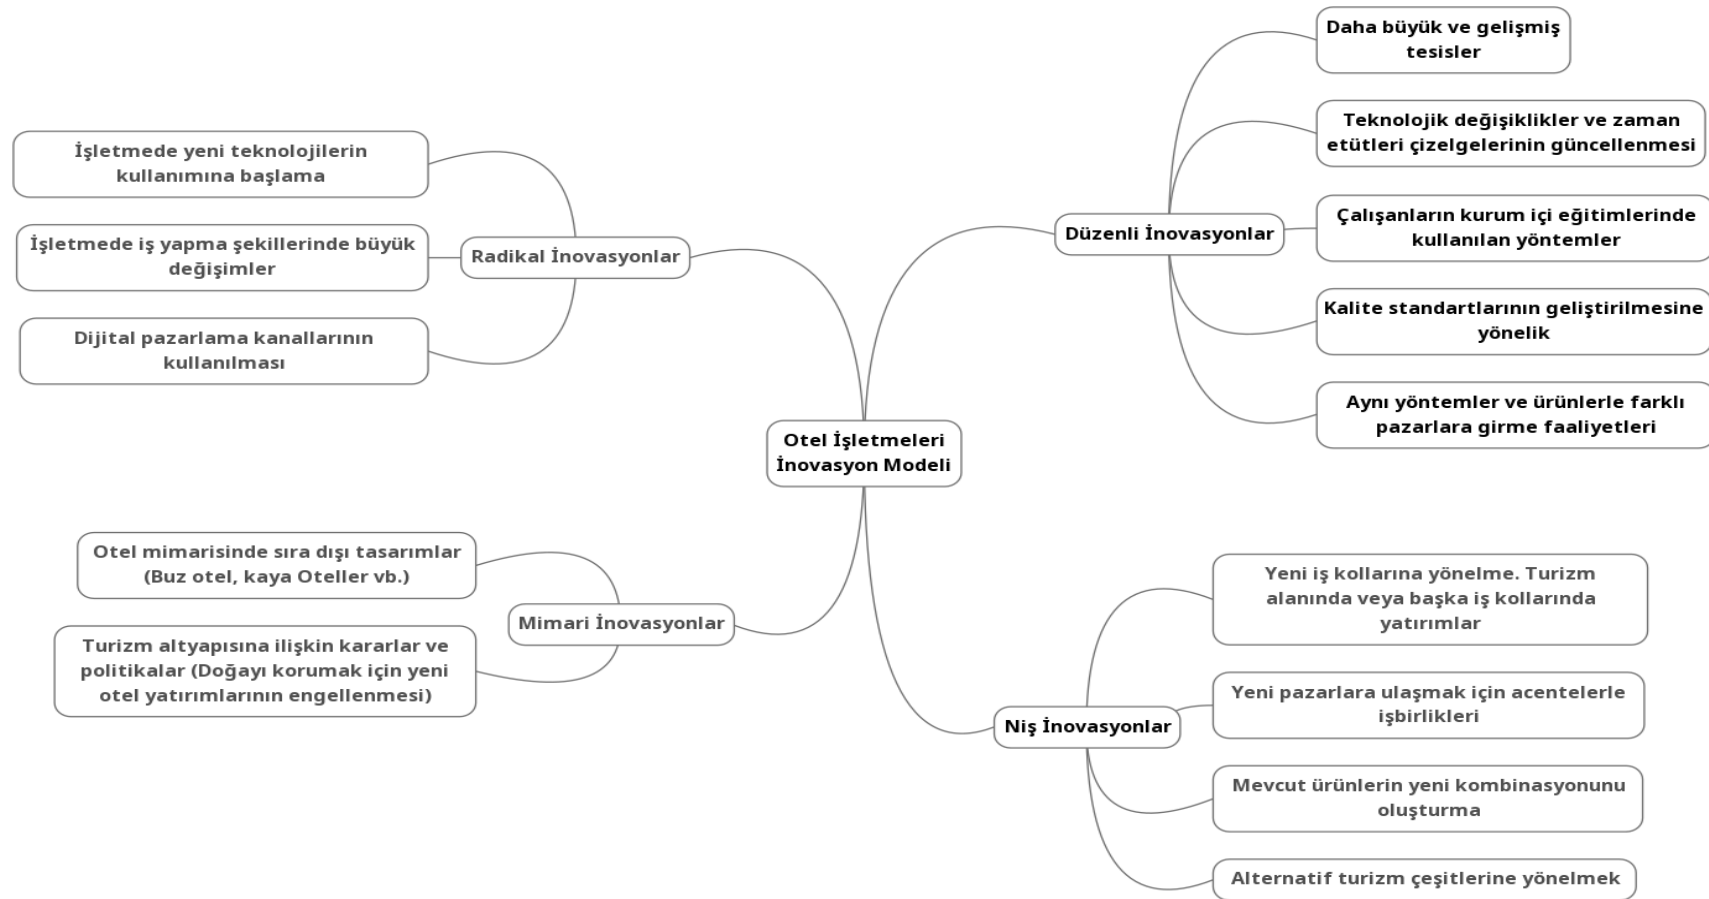 Otel İşletmeleri
İnovasyon Modeli
Düzenli İnovasyonlar
Daha büyük ve gelişmiş
tesisler
Teknolojik değişiklikler ve zaman
etütleri çizelgelerinin güncellenmesi
Çalışanların kurum içi eğitimlerinde
kullanılan yöntemler
Kalite standartlarının geliştirilmesine
yönelik
Aynı yöntemler ve ürünlerle farklı
pazarlara girme faaliyetleri
Niş İnovasyonlar
Yeni iş kollarına yönelme. Turizm
alanında veya başka iş kollarında
yatırımlar
Yeni pazarlara ulaşmak için acentelerle
işbirlikleri
Mevcut ürünlerin yeni kombinasyonunu
oluşturma
Alternatif turizm çeşitlerine yönelmek
Radikal İnovasyonlar
İşletmede yeni teknolojilerin
kullanımına başlama
İşletmede iş yapma şekillerinde büyük
değişimler
Dijital pazarlama kanallarının
kullanılması
Mimari İnovasyonlar
Otel mimarisinde sıra dışı tasarımlar
(Buz otel, kaya Oteller vb.)
Turizm altyapısına ilişkin kararlar ve
politikalar (Doğayı korumak için yeni
otel yatırımlarının engellenmesi)